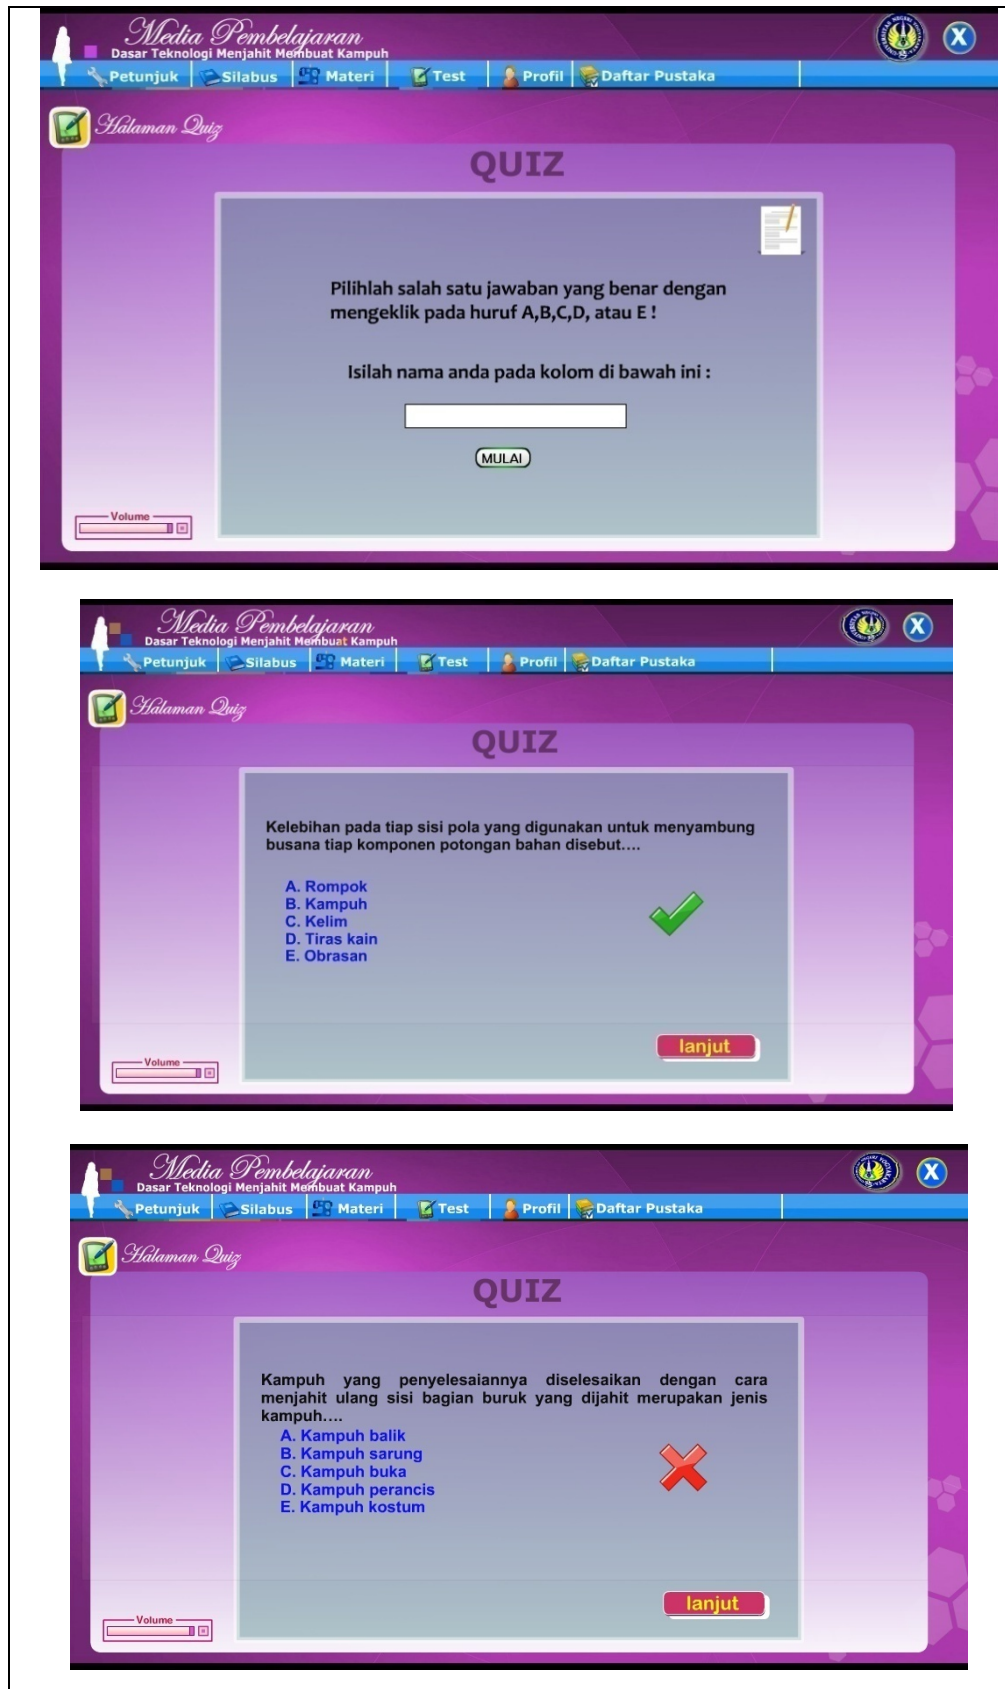 Media Pembelajaran
Dasar Teknologi Menjahit Membuat Kampuh
Petunjuk Silabus Materi Test Profil Daftar Pustaka
Halaman Quiz
QUIZ
Pilihlah salah satu jawaban yang benar dengan
mengeklik pada huruf A,B,C,D, atau E !
Isilah nama anda pada kolom di bawah ini :
MULAI
Volume
Media Pembelajaran
Dasar Teknologi Menjahit Membuat Kampuh
Petunjuk Silabus Materi Test Profil Daftar Pustaka
Halaman Quiz
QUIZ
Kelebihan pada tiap sisi pola yang digunakan untuk menyambung
busana tiap komponen potongan bahan disebut....
A. Rompok
B. Kampuh
C. Kelim
D. Tiras kain
E. Obrasan
lanjut
Volume
Media Pembelajaran
Dasar Teknologi Menjahit Membuat Kampuh
Petunjuk Silabus Materi Test Profil Daftar Pustaka
Halaman Quiz
QUIZ
Kampuh yang penyelesaiannya diselesaikan dengan cara
menjahit ulang sisi bagian buruk yang dijahit merupakan jenis
kampuh....
A. Kampuh balik
B. Kampuh sarung
C. Kampuh buka
D. Kampuh perancis
E. Kampuh kostum
lanjut
Volume